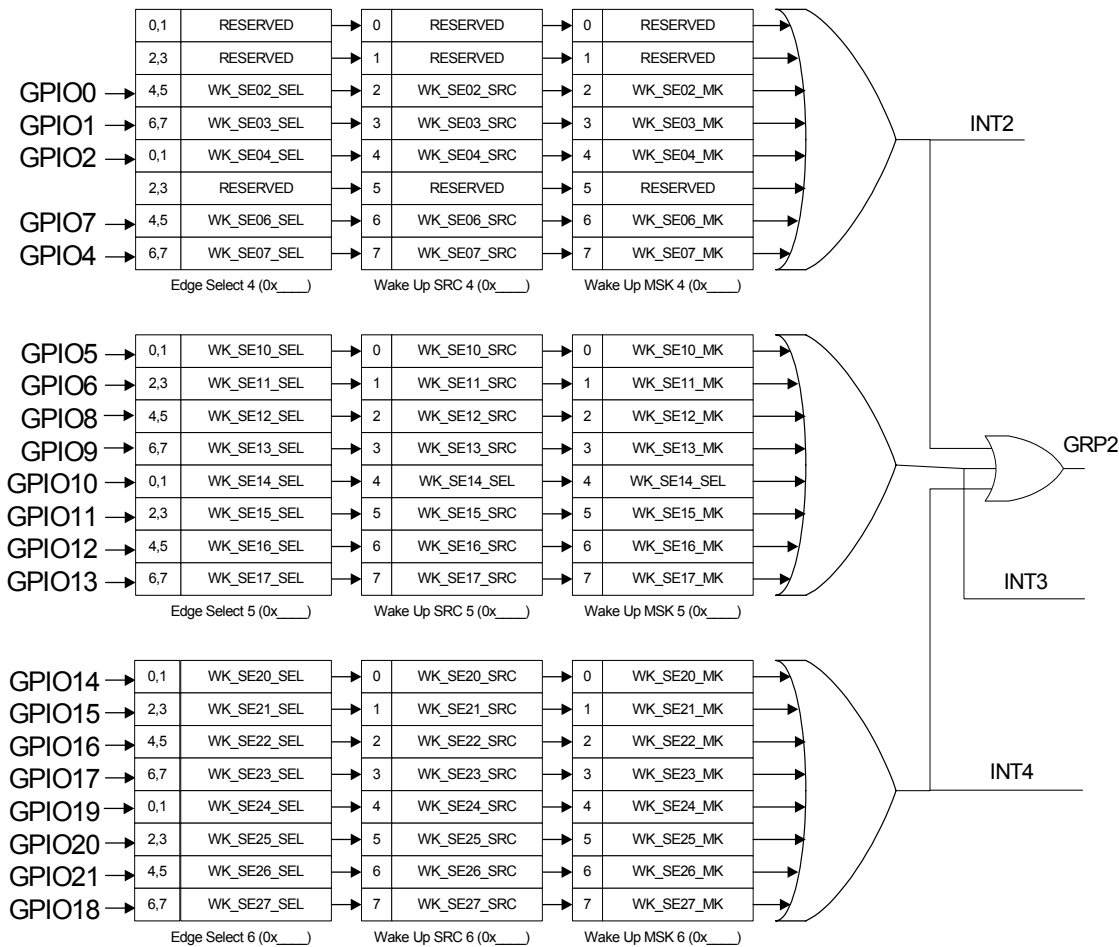 0,1 RESERVED 0 RESERVED 0 RESERVED
2,3 RESERVED 1 RESERVED 1 RESERVED
GPIO0 4,5 WK_SE02_SEL 2 WK_SE02_SRC 2 WK_SE02_MK
GPIO1 6,7 WK_SE03_SEL 3 WK_SE03_SRC 3 WK_SE03_MK
INT2
GPIO2 0,1 WK_SE04_SEL 4 WK_SE04_SRC 4 WK_SE04_MK
2,3 RESERVED 5 RESERVED 5 RESERVED
GPIO7 4,5 WK_SE06_SEL 6 WK_SE06_SRC 6 WK_SE06_MK
GPIO4 6,7 WK_SE07_SEL 7 WK_SE07_SRC 7 WK_SE07_MK
Edge Select 4 (0x____) Wake Up SRC 4 (0x____) Wake Up MSK 4 (0x____)
GPIO5 0,1 WK_SE10_SEL 0 WK_SE10_SRC 0 WK_SE10_MK
GPIO6 2,3 WK_SE11_SEL 1 WK_SE11_SRC 1 WK_SE11_MK
GPIO8 4,5 WK_SE12_SEL 2 WK_SE12_SRC 2 WK_SE12_MK
GPIO9 6,7 WK_SE13_SEL 3 WK_SE13_SRC 3 WK_SE13_MK
GRP2
GPIO10 0,1 WK_SE14_SEL 4 WK_SE14_SEL 4 WK_SE14_SEL
GPIO11 2,3 WK_SE15_SEL 5 WK_SE15_SRC 5 WK_SE15_MK
GPIO12 4,5 WK_SE16_SEL 6 WK_SE16_SRC 6 WK_SE16_MK
GPIO13 6,7 WK_SE17_SEL 7 WK_SE17_SRC 7 WK_SE17_MK
INT3
Edge Select 5 (0x____) Wake Up SRC 5 (0x____) Wake Up MSK 5 (0x____)
GPIO14 0,1 WK_SE20_SEL 0 WK_SE20_SRC 0 WK_SE20_MK
GPIO15 2,3 WK_SE21_SEL 1 WK_SE21_SRC 1 WK_SE21_MK
GPIO16 4,5 WK_SE22_SEL 2 WK_SE22_SRC 2 WK_SE22_MK
GPIO17 6,7 WK_SE23_SEL 3 WK_SE23_SRC 3 WK_SE23_MK
INT4
GPIO19 0,1 WK_SE24_SEL 4 WK_SE24_SRC 4 WK_SE24_MK
GPIO20 2,3 WK_SE25_SEL 5 WK_SE25_SRC 5 WK_SE25_MK
GPIO21 4,5 WK_SE26_SEL 6 WK_SE26_SRC 6 WK_SE26_MK
GPIO18 6,7 WK_SE27_SEL 7 WK_SE27_SRC 7 WK_SE27_MK
Edge Select 6 (0x____) Wake Up SRC 6 (0x____) Wake Up MSK 6 (0x____)